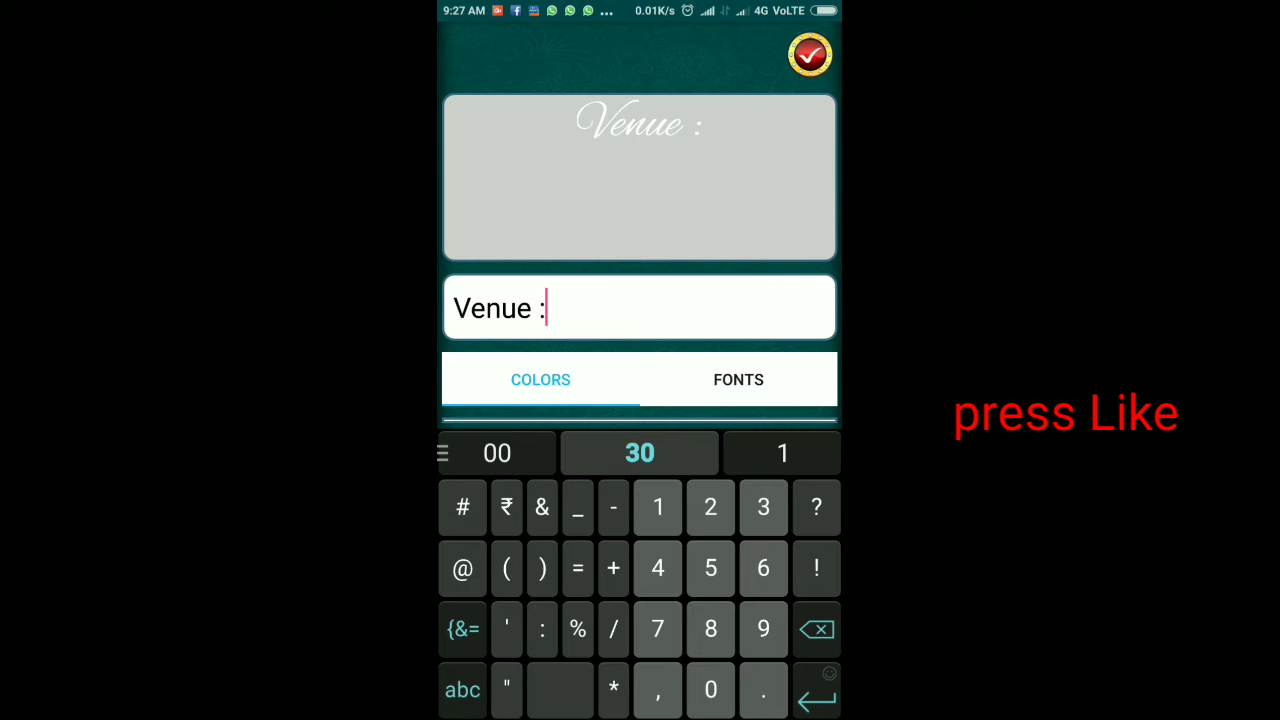 9:27 AM ... 0.01K/s 4G VoLTE
Venue :
Venue :
COLORS FONTS
press Like
00 30 1
# ₹ & _ - 1 2 3 ?
@ ( ) = + 4 5 6 !
{&= ' : % / 7 8 9
abc " * , 0 .